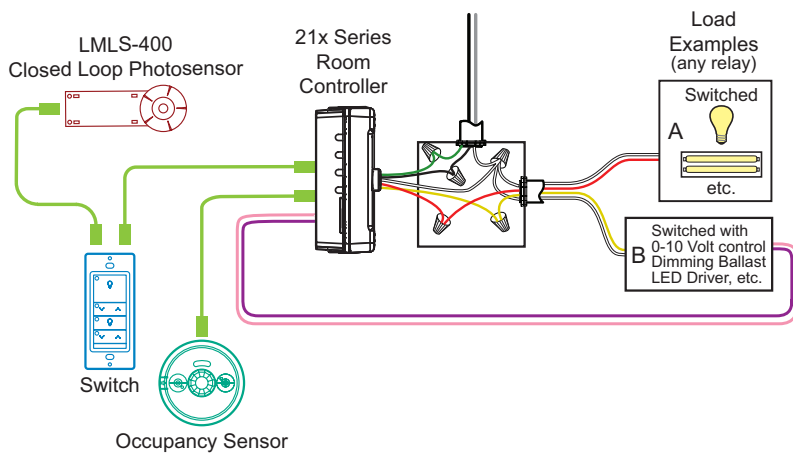 LMLS-400
Closed Loop Photosensor
21x Series
Room
Controller
Load
Examples
(any relay)
Switched
A
etc.
Switched with
0-10 Volt control
B
Dimming Ballast
LED Driver, etc.
Switch
Occupancy Sensor